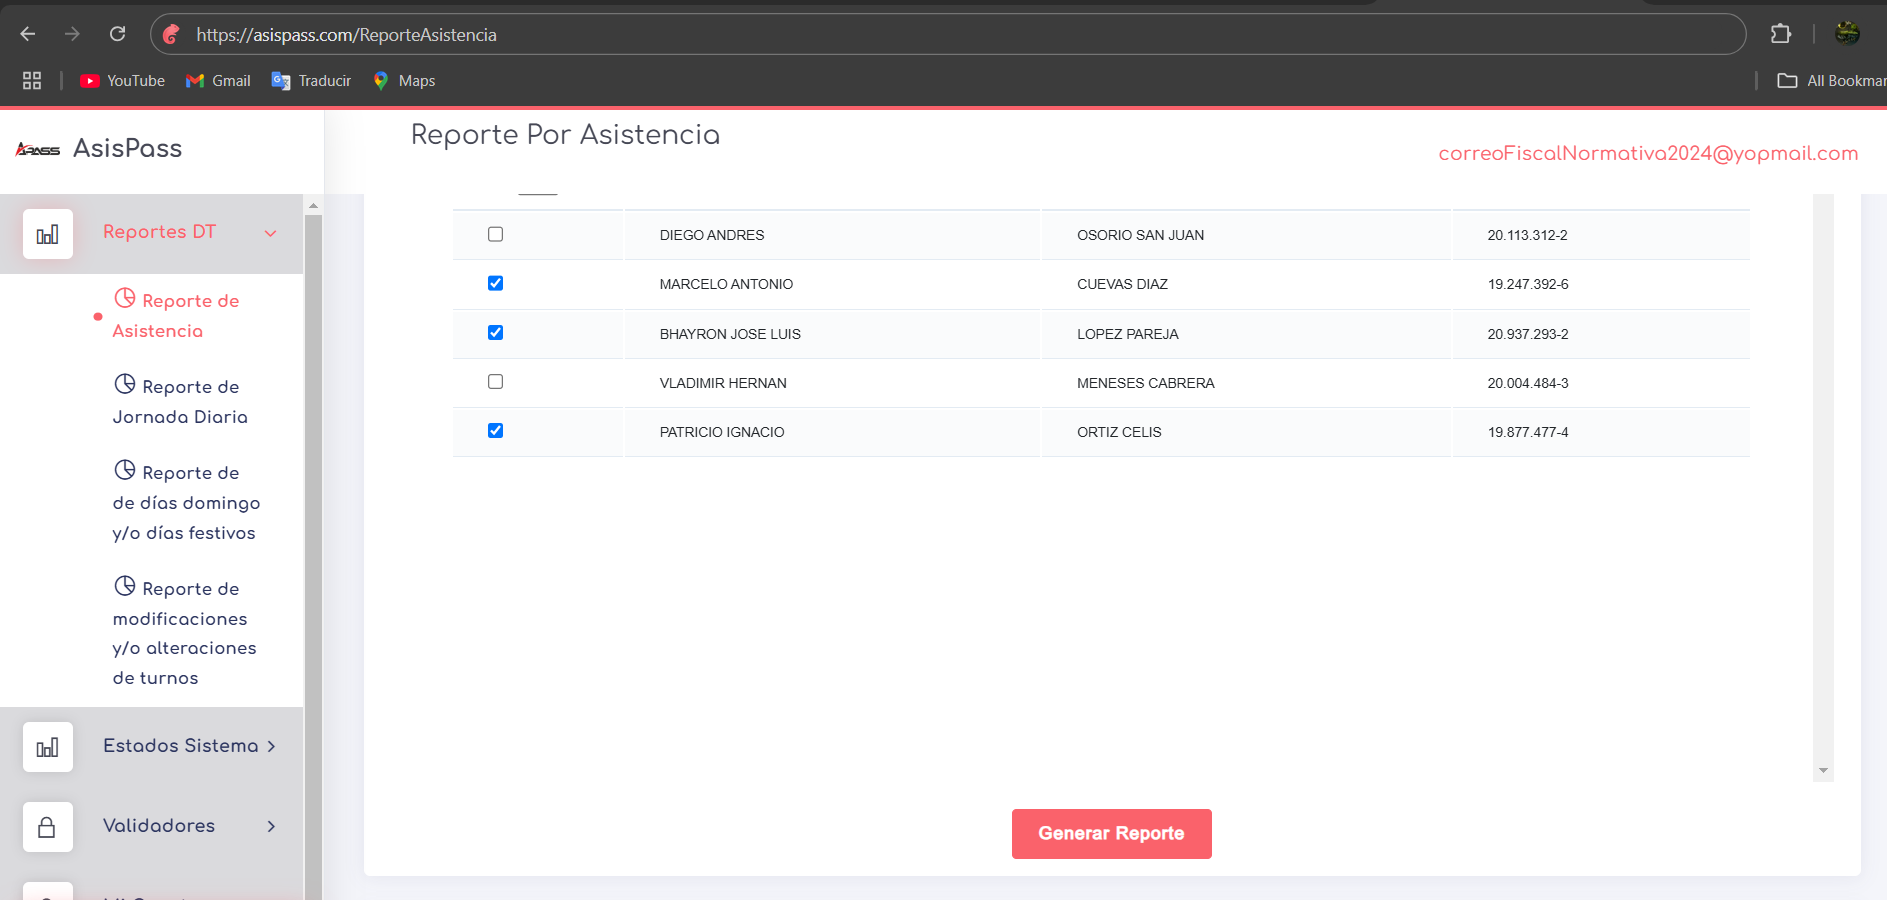 https://asispass.com/ReporteAsistencia
YouTube
Gmail
Traducir
Maps
All Bookmar
APASS
AsisPass
Reporte Por Asistencia
correoFiscalNormativa2024@yopmail.com
Reportes DT
Reporte de
Asistencia
Reporte de
Jornada Diaria
Reporte de
de días domingo
y/o días festivos
Reporte de
modificaciones
y/o alteraciones
de turnos
Estados Sistema
Validadores
DIEGO ANDRES OSORIO SAN JUAN 20.113.312-2
MARCELO ANTONIO CUEVAS DIAZ 19.247.392-6
BHAYRON JOSE LUIS LOPEZ PAREJA 20.937.293-2
VLADIMIR HERNAN MENESES CABRERA 20.004.484-3
PATRICIO IGNACIO ORTIZ CELIS 19.877.477-4
Generar Reporte